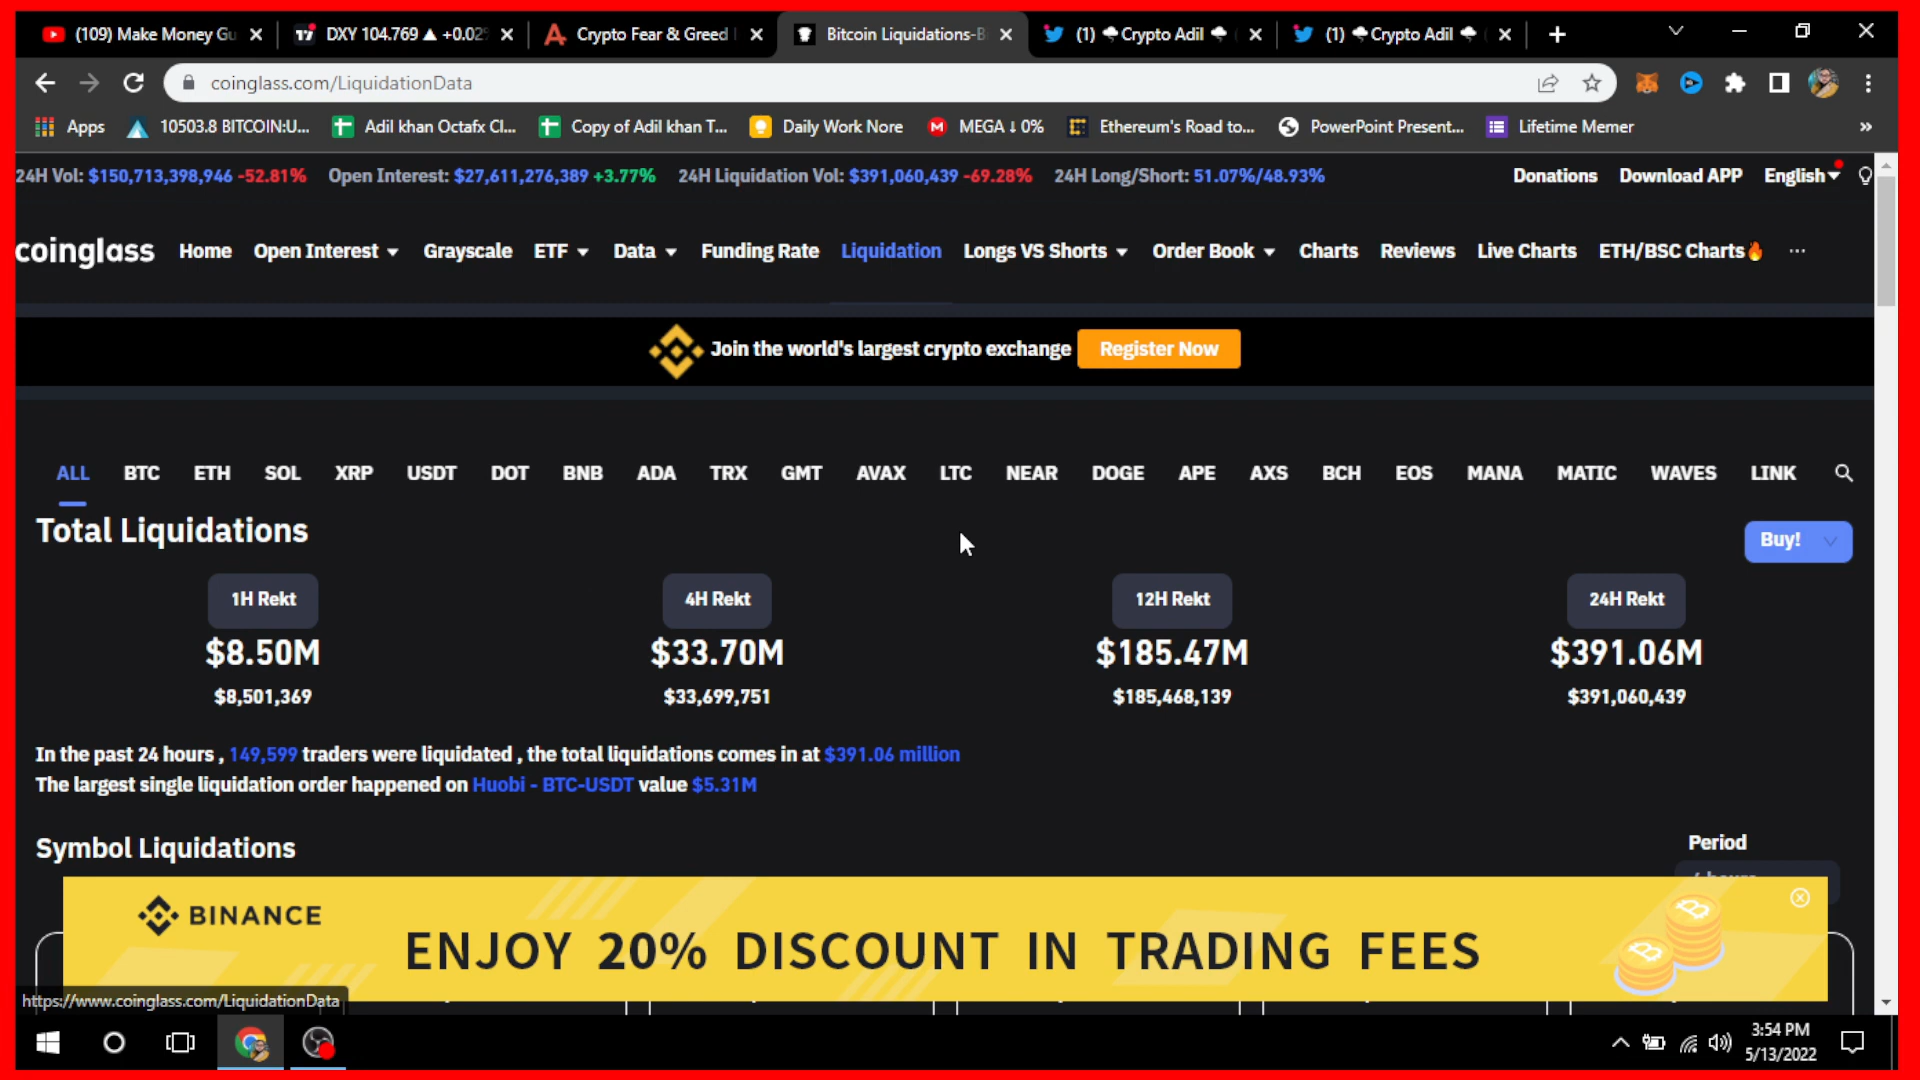 (109) Make Money Gu
DXY 104.769 ▲ +0.02
Crypto Fear & Greed
Bitcoin Liquidations-B
(1) Crypto Adil
(1) Crypto Adil
coinglass.com/LiquidationData
Apps
10503.8 BITCOIN:U...
Adil khan Octafx Cl...
Copy of Adil khan T...
Daily Work Nore
MEGA ↓ 0%
Ethereum's Road to...
PowerPoint Present...
Lifetime Memer
»
24H Vol: $150,713,398,946 -52.81% Open Interest: $27,611,276,389 +3.77% 24H Liquidation Vol: $391,060,439 -69.28% 24H Long/Short: 51.07%/48.93%
Donations Download APP English
coinglass Home Open Interest Grayscale ETF Data Funding Rate Liquidation Longs VS Shorts Order Book Charts Reviews Live Charts ETH/BSC Charts ...
Join the world's largest crypto exchange Register Now
ALL BTC ETH SOL XRP USDT DOT BNB ADA TRX GMT AVAX LTC NEAR DOGE APE AXS BCH EOS MANA MATIC WAVES LINK
Total Liquidations
Buy!
1H Rekt 4H Rekt 12H Rekt 24H Rekt
$8.50M $33.70M $185.47M $391.06M
$8,501,369 $33,699,751 $185,468,139 $391,060,439
In the past 24 hours , 149,599 traders were liquidated , the total liquidations comes in at $391.06 million
The largest single liquidation order happened on Huobi - BTC-USDT value $5.31M
Symbol Liquidations
Period
BINANCE
ENJOY 20% DISCOUNT IN TRADING FEES
https://www.coinglass.com/LiquidationData
3:54 PM
5/13/2022